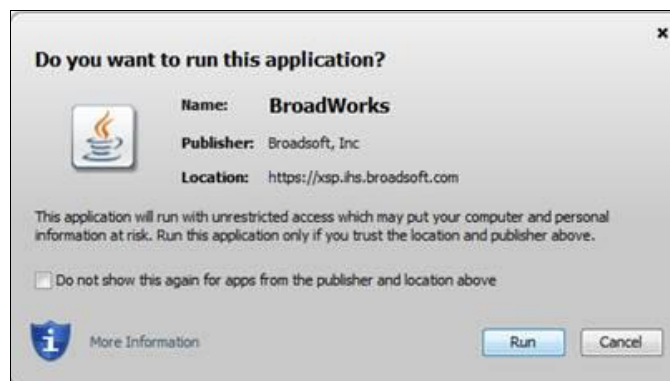 Do you want to run this application?
Name: BroadWorks
Publisher: Broadsoft, Inc
Location: https://xsp.ihs.broadsoft.com
This application will run with unrestricted access which may put your computer and personal
information at risk. Run this application only if you trust the location and publisher above.
Do not show this again for apps from the publisher and location above
More Information
Run
Cancel